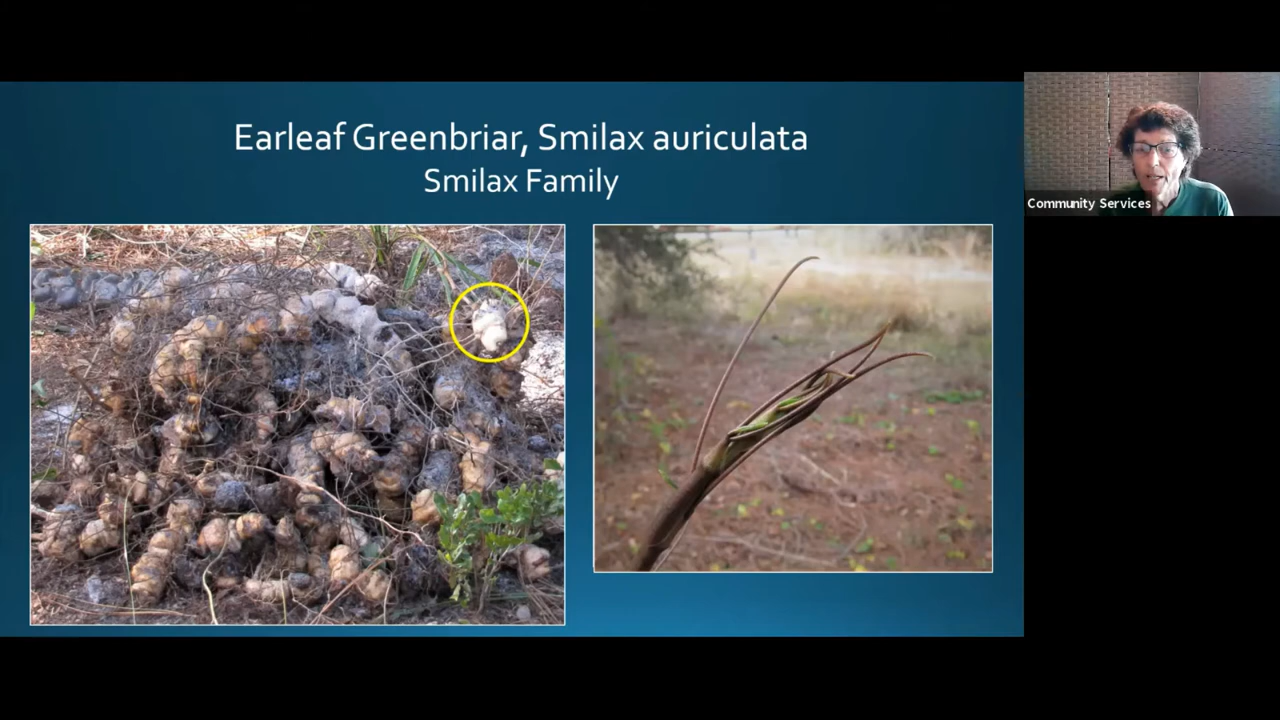 Earleaf Greenbriar, Smilax auriculata
Smilax Family
Community Services